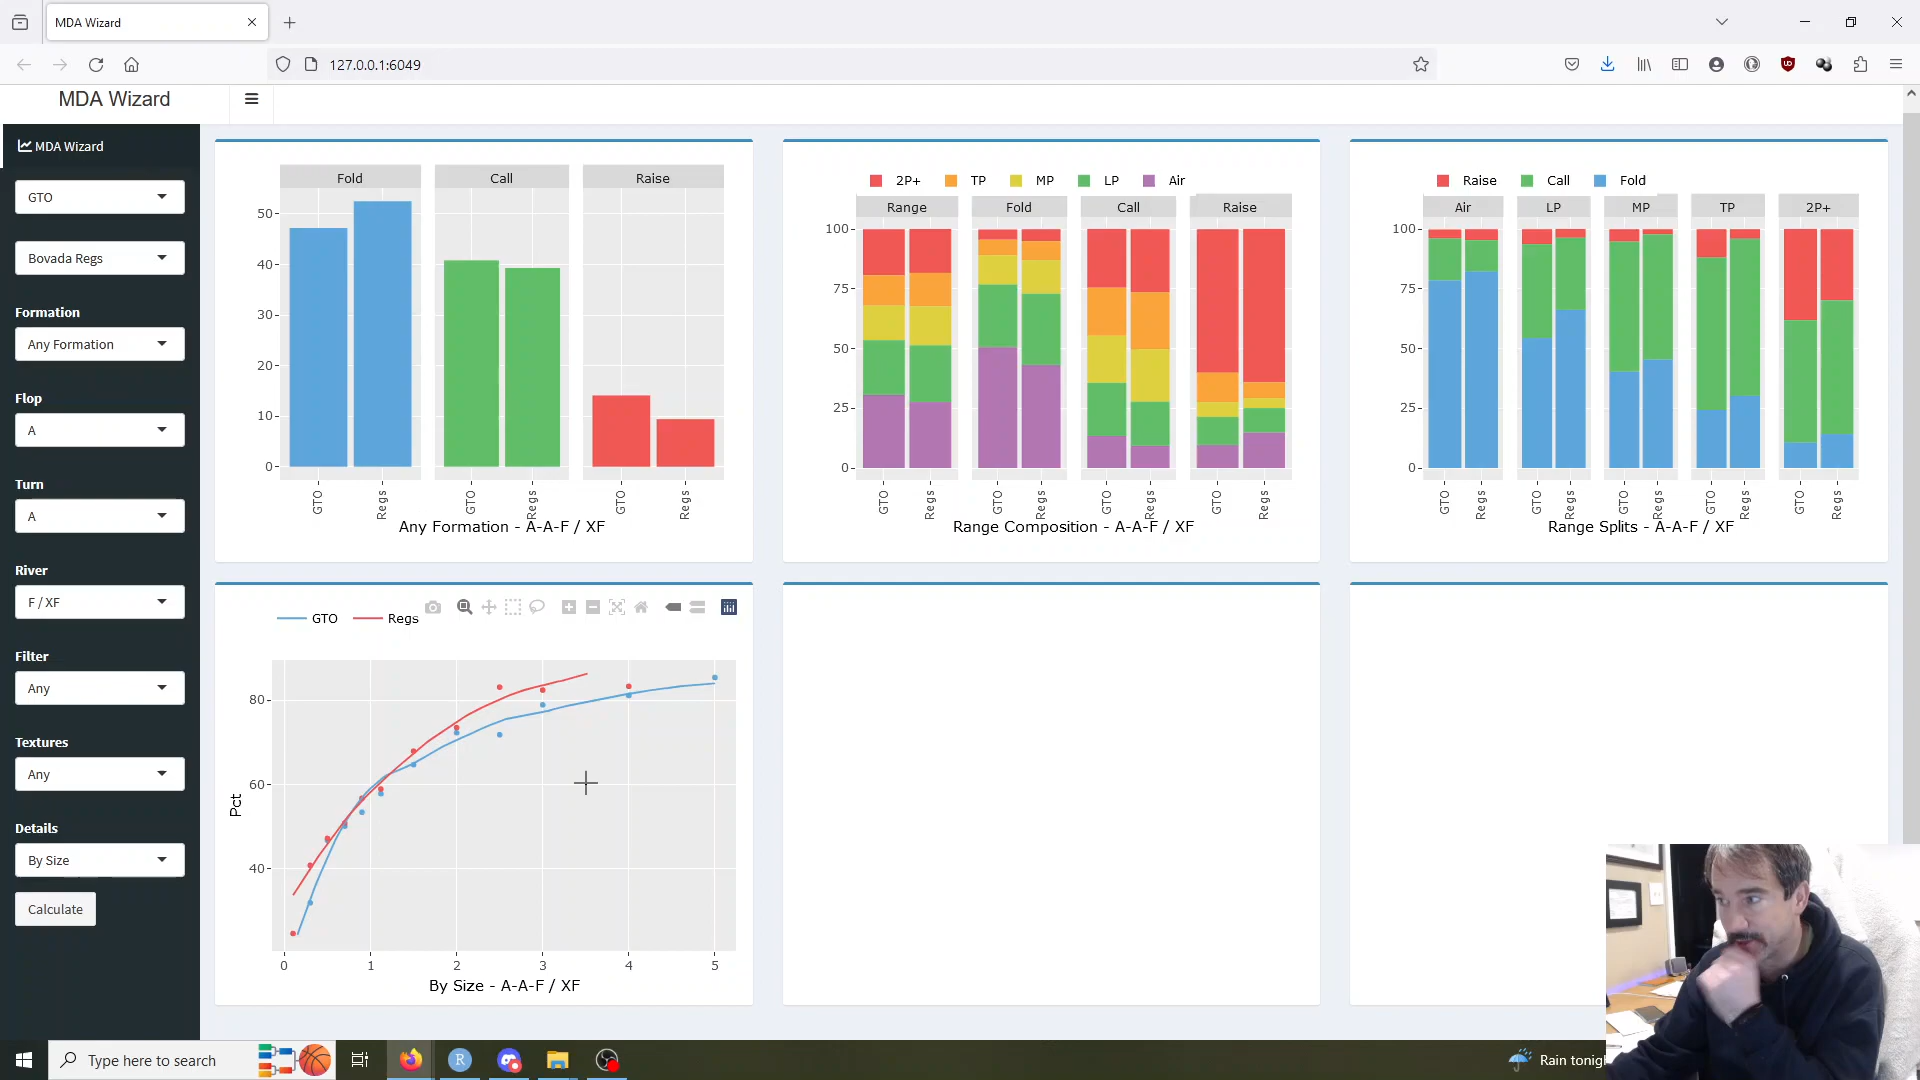 MDA Wizard
127.0.0.1:6049
MDA Wizard
MDA Wizard
GTO
Bovada Regs
Formation
Any Formation
Flop
A
Turn
A
River
F / XF
Filter
Any
Textures
Any
Details
By Size
Calculate
Fold
Call
Raise
50
40
30
20
10
0
GTO
Regs
GTO
Regs
GTO
Regs
Any Formation - A-A-F / XF
2P+ TP MP LP Air
Range
Fold
Call
Raise
100
75
50
25
0
GTO
Regs
GTO
Regs
GTO
Regs
GTO
Regs
Range Composition - A-A-F / XF
Raise Call Fold
Air
LP
MP
TP
2P+
100
75
50
25
0
GTO
Regs
GTO
Regs
GTO
Regs
GTO
Regs
GTO
Regs
Range Splits - A-A-F / XF
GTO Regs
Pct
80
60
40
0 1 2 3 4 5
By Size - A-A-F / XF
Type here to search
R
Rain tonig